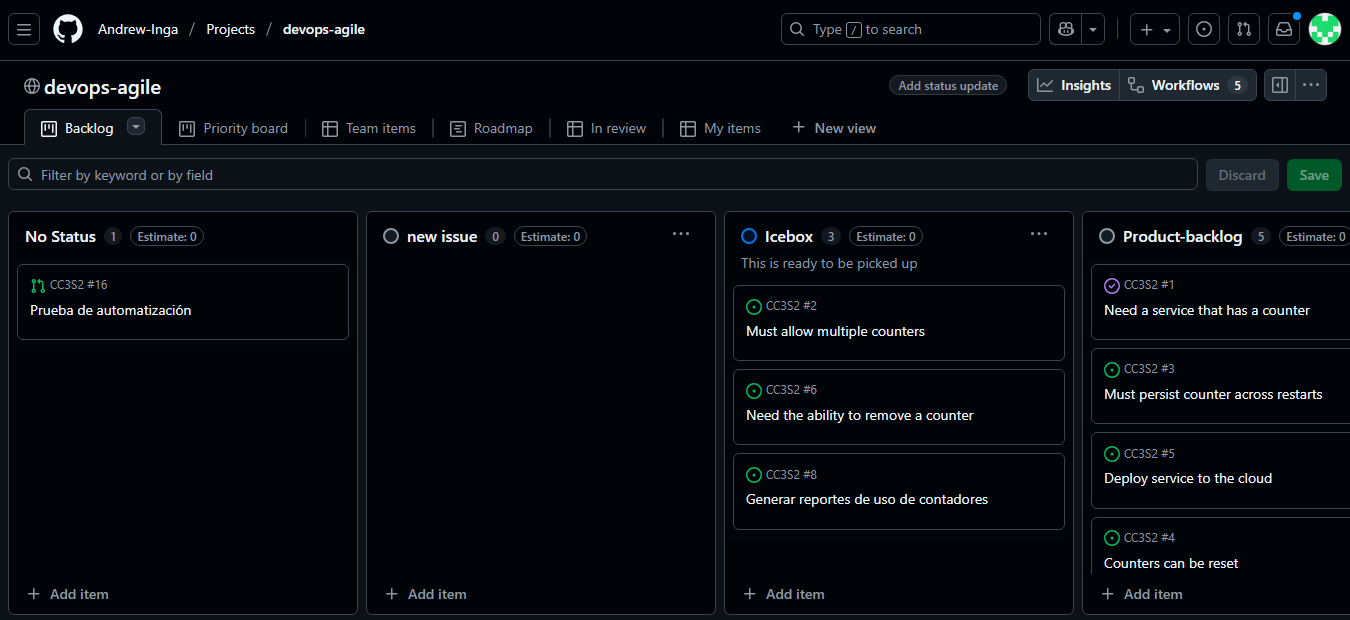 Andrew-Inga / Projects / devops-agile
Type / to search
devops-agile
Add status update
Insights
Workflows 5
Backlog
Priority board
Team items
Roadmap
In review
My items
New view
Filter by keyword or by field
Discard
Save
No Status 1 Estimate: 0
CC3S2 #16
Prueba de automatización
Add item
new issue 0 Estimate: 0
Add item
Icebox 3 Estimate: 0
This is ready to be picked up
CC3S2 #2
Must allow multiple counters
CC3S2 #6
Need the ability to remove a counter
CC3S2 #8
Generar reportes de uso de contadores
Add item
Product-backlog 5 Estimate: 0
CC3S2 #1
Need a service that has a counter
CC3S2 #3
Must persist counter across restarts
CC3S2 #5
Deploy service to the cloud
CC3S2 #4
Counters can be reset
Add item